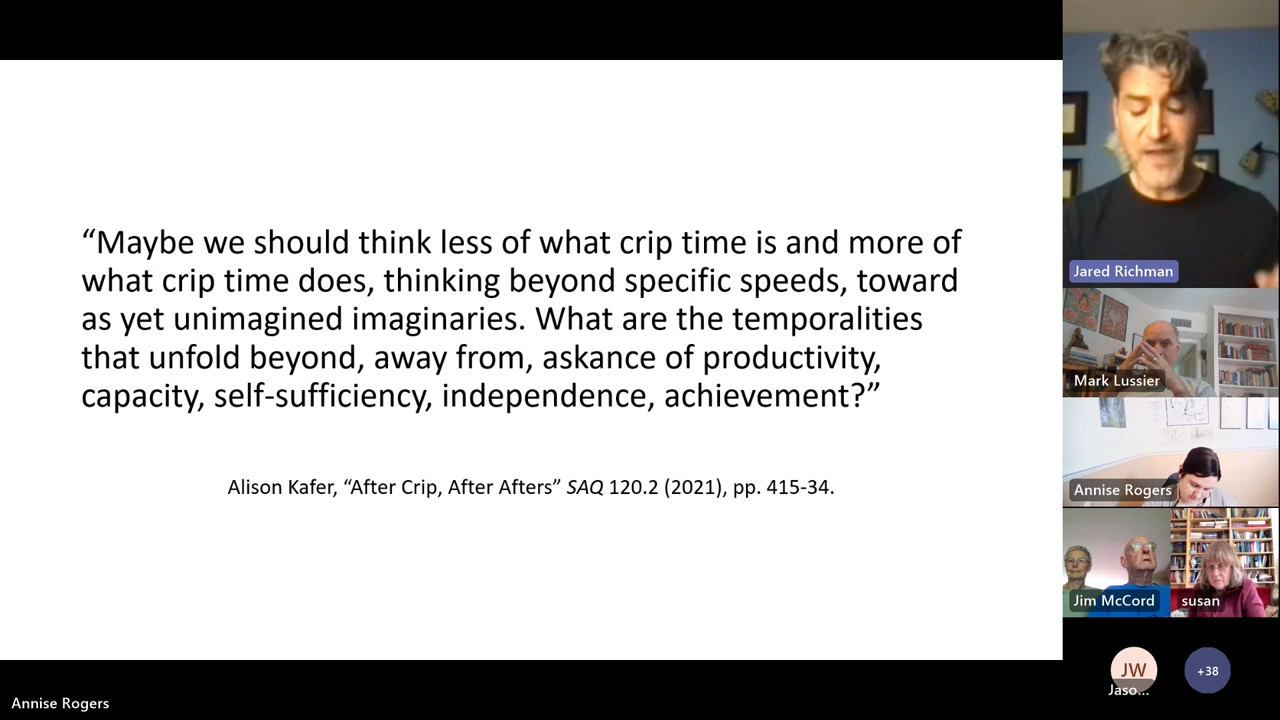 “Maybe we should think less of what crip time is and more of
what crip time does, thinking beyond specific speeds, toward
as yet unimagined imaginaries. What are the temporalities
that unfold beyond, away from, askance of productivity,
capacity, self-sufficiency, independence, achievement?”
Alison Kafer, “After Crip, After Afters” SAQ 120.2 (2021), pp. 415-34.
Jared Richman
Mark Lussier
Annise Rogers
Jim McCord
susan
JW
Jaso...
+38
Annise Rogers